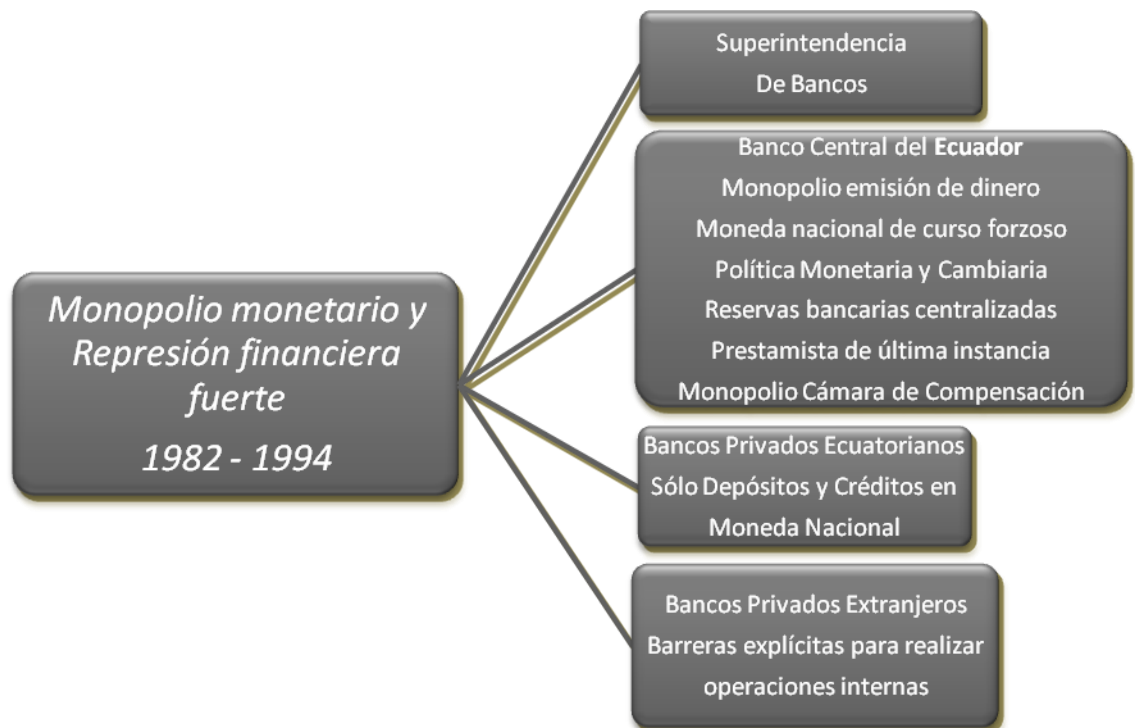 Monopolio monetario y
Represión financiera
fuerte
1982 - 1994
Superintendencia
De Bancos
Banco Central del Ecuador
Monopolio emisión de dinero
Moneda nacional de curso forzoso
Política Monetaria y Cambiaria
Reservas bancarias centralizadas
Prestamista de última instancia
Monopolio Cámara de Compensación
Bancos Privados Ecuatorianos
Sólo Depósitos y Créditos en
Moneda Nacional
Bancos Privados Extranjeros
Barreras explícitas para realizar
operaciones internas